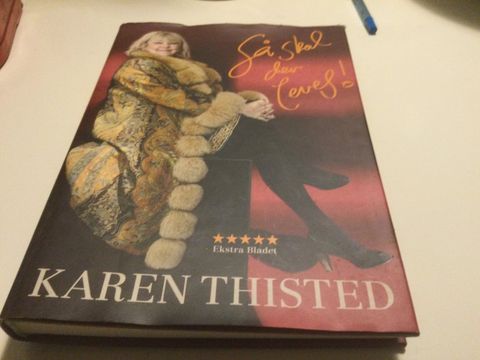 Så skal
der
leves!
★★★★★
Ekstra Bladet
KAREN THISTED